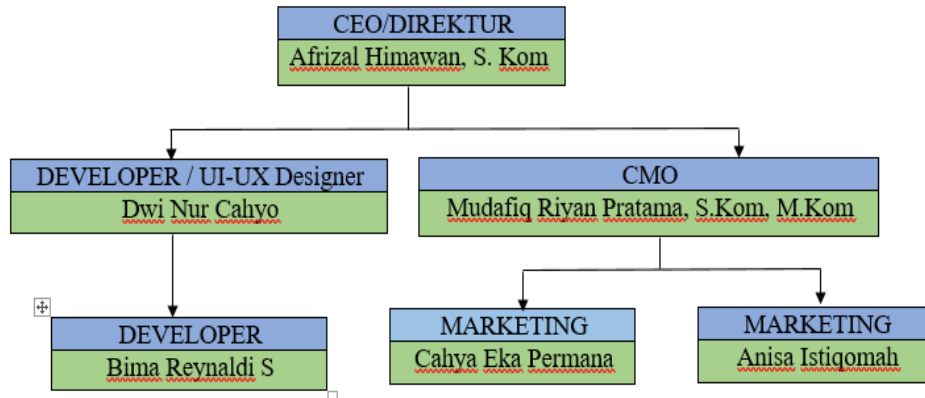 CEO/DIREKTUR
Afrizal Himawan, S. Kom
DEVELOPER / UI-UX Designer
Dwi Nur Cahyo
CMO
Mudafiq Riyan Pratama, S.Kom, M.Kom
DEVELOPER
Bima Reynaldi S
MARKETING
Cahya Eka Permana
MARKETING
Anisa Istiqomah